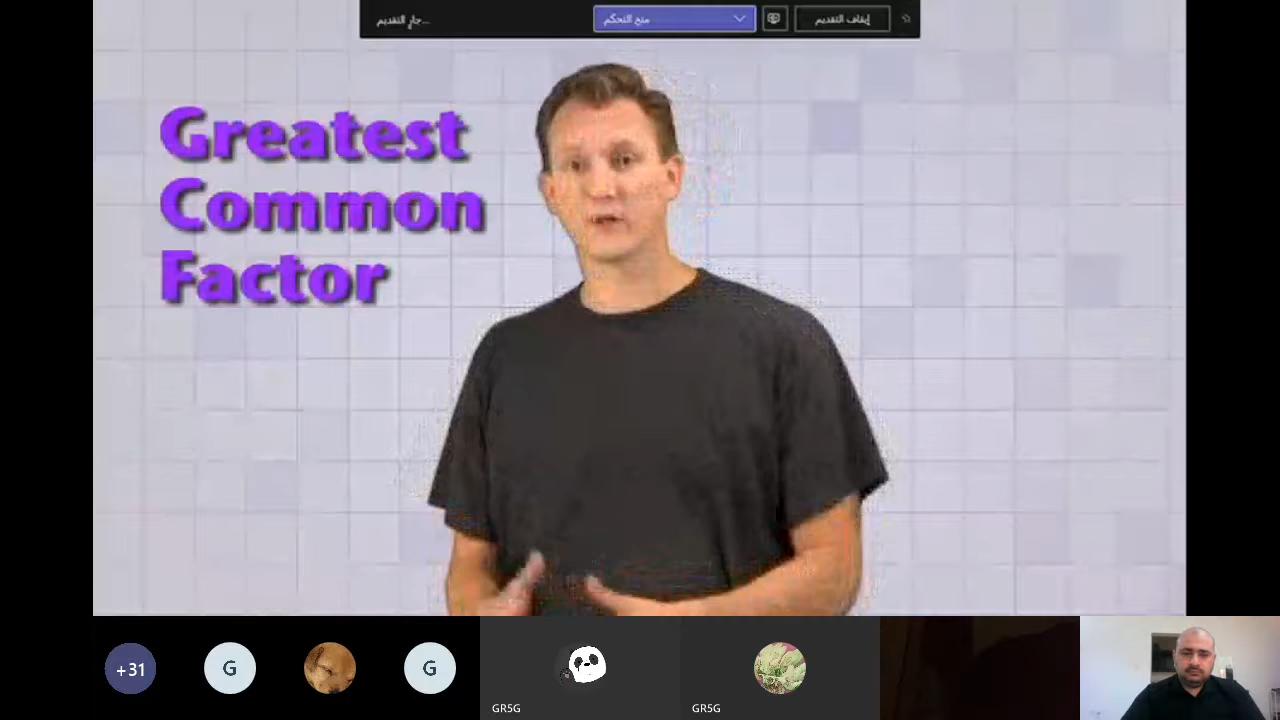 جارٍ التقديم...
منح التحكم
إيقاف التقديم
Greatest
Common
Factor
+31
G
G
GR5G
GR5G